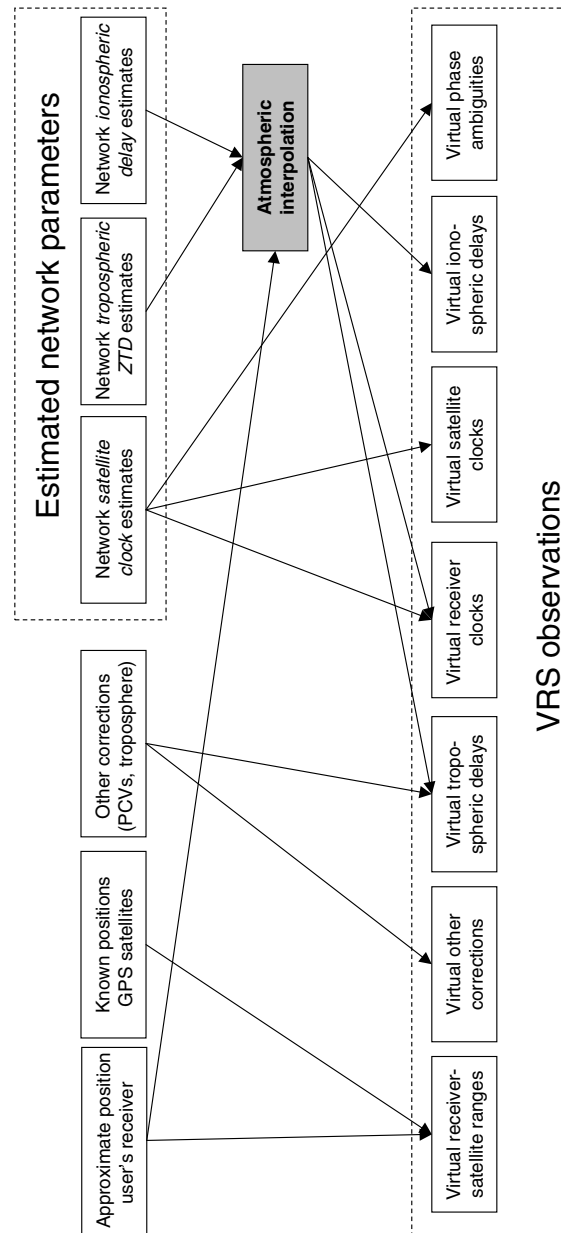 Estimated network parameters
Approximate position
user's receiver
Known positions
GPS satellites
Other corrections
(PCVs, troposphere)
Network satellite
clock estimates
Network tropospheric
ZTD estimates
Network ionospheric
delay estimates
Atmospheric
interpolation
Virtual receiver-
satellite ranges
Virtual other
corrections
Virtual tropo-
spheric delays
Virtual receiver
clocks
Virtual satellite
clocks
Virtual iono-
spheric delays
Virtual phase
ambiguities
VRS observations